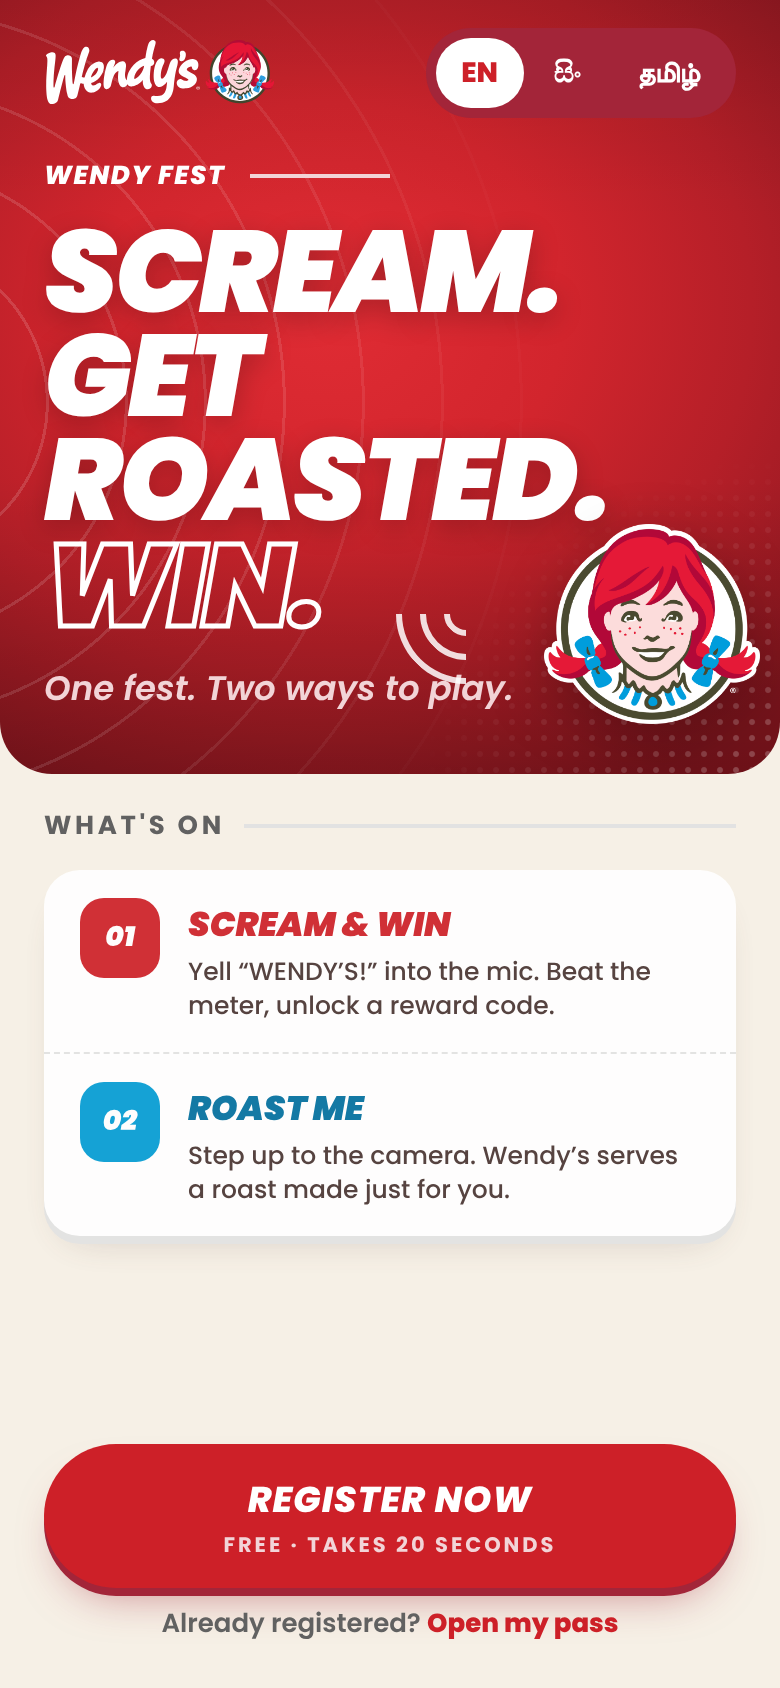 Wendy's
EN සිං தமிழ்
WENDY FEST
SCREAM.
GET
ROASTED.
WIN.
One fest. Two ways to play.
®
WHAT'S ON
01
SCREAM & WIN
Yell “WENDY’S!” into the mic. Beat the
meter, unlock a reward code.
02
ROAST ME
Step up to the camera. Wendy’s serves
a roast made just for you.
REGISTER NOW
FREE · TAKES 20 SECONDS
Already registered? Open my pass